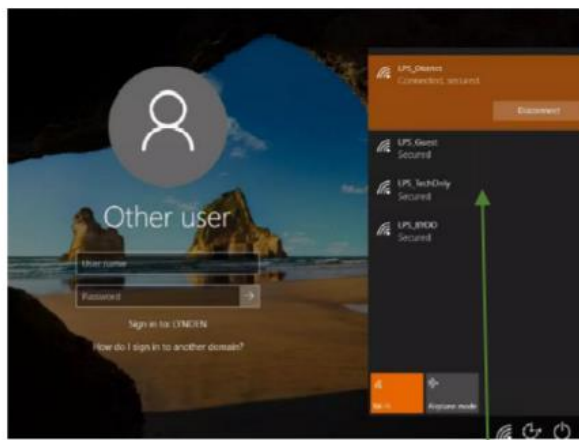 Other user
User name
Password
Sign in to: LYNDEN
How do I sign in to another domain?
LPS_District
Connected, secured
Disconnect
LPS_Guest
Secured
LPS_TechOnly
Secured
LPS_BYOD
Secured
Wi-Fi
Airplane mode